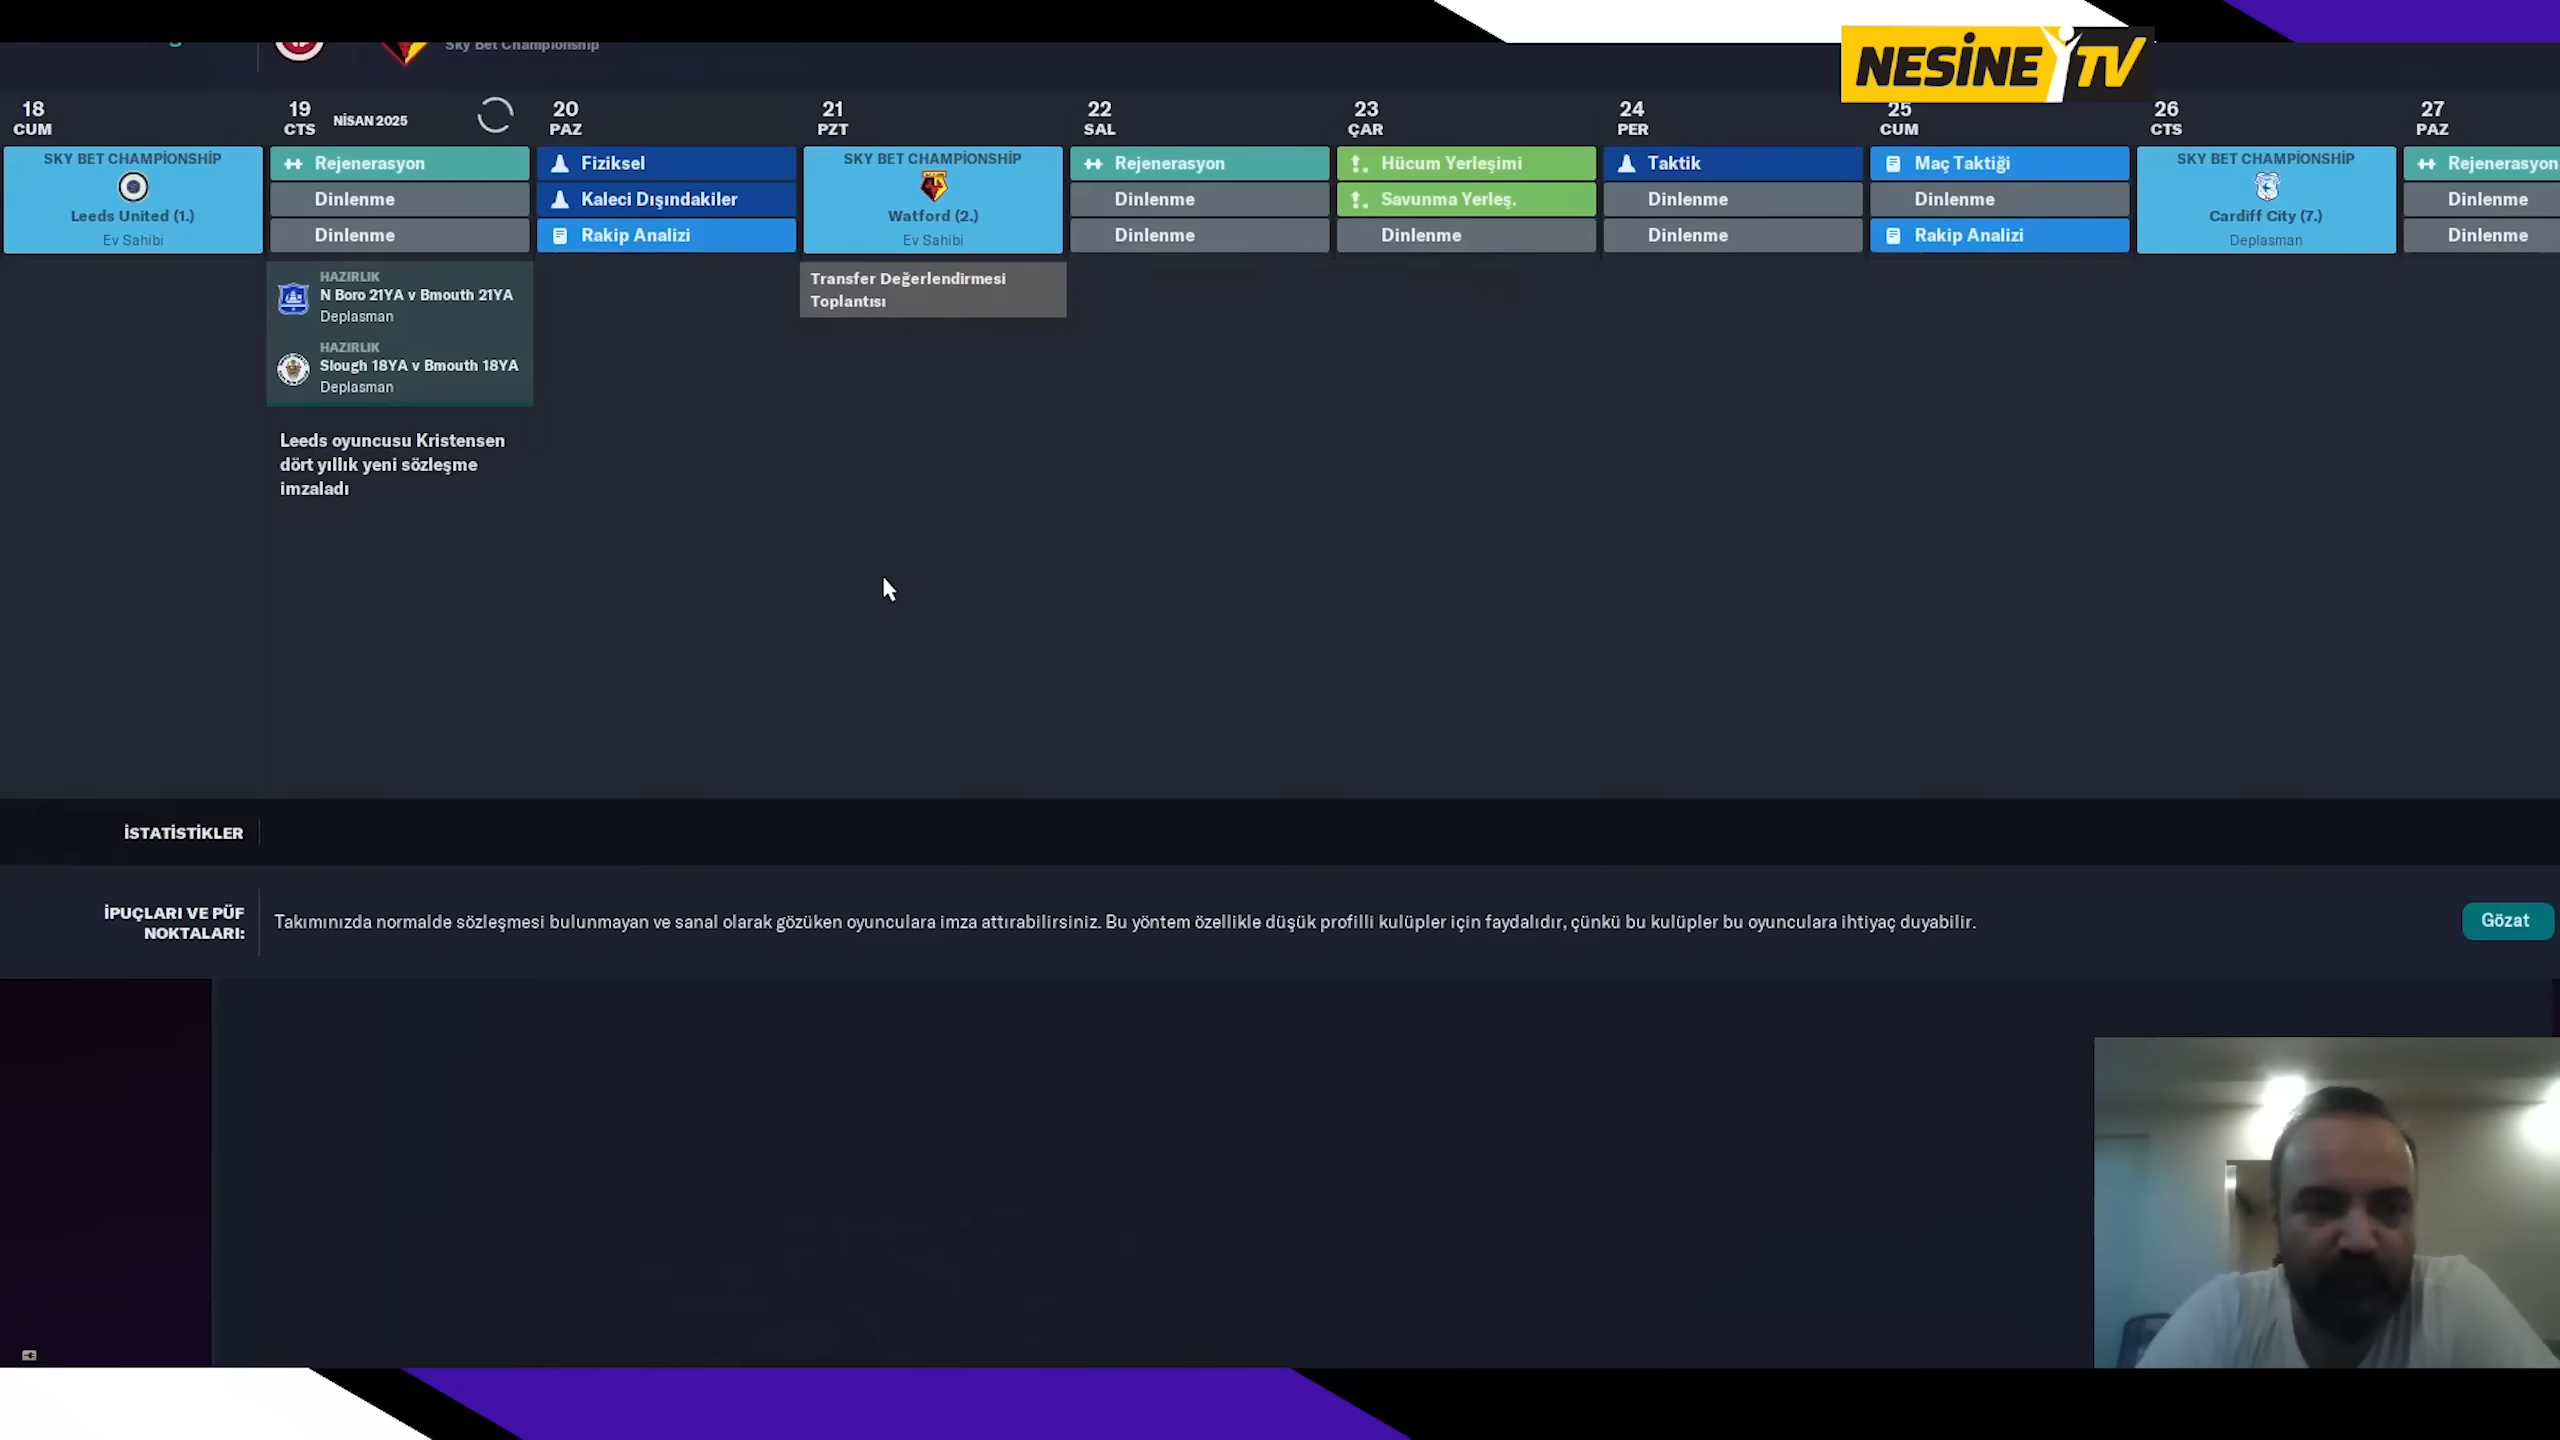 Sky Bet Championship
NESİNE TV
18
CUM
19
CTS
NİSAN 2025
20
PAZ
21
PZT
22
SAL
23
ÇAR
24
PER
25
CUM
26
CTS
27
PAZ
SKY BET CHAMPİONSHİP
Leeds United (1.)
Ev Sahibi
Rejenerasyon
Dinlenme
Dinlenme
Fiziksel
Kaleci Dışındakiler
Rakip Analizi
SKY BET CHAMPİONSHİP
Watford (2.)
Ev Sahibi
Rejenerasyon
Dinlenme
Dinlenme
Hücum Yerleşimi
Savunma Yerleş.
Dinlenme
Taktik
Dinlenme
Dinlenme
Maç Taktiği
Dinlenme
Rakip Analizi
SKY BET CHAMPİONSHİP
Cardiff City (7.)
Deplasman
Rejenerasyon
Dinlenme
Dinlenme
HAZIRLIK
N Boro 21YA v Bmouth 21YA
Deplasman
HAZIRLIK
Slough 18YA v Bmouth 18YA
Deplasman
Transfer Değerlendirmesi
Toplantısı
Leeds oyuncusu Kristensen
dört yıllık yeni sözleşme
imzaladı
İSTATİSTİKLER
İPUÇLARI VE PÜF
NOKTALARI:
Takımınızda normalde sözleşmesi bulunmayan ve sanal olarak gözüken oyunculara imza attırabilirsiniz. Bu yöntem özellikle düşük profilli kulüpler için faydalıdır, çünkü bu kulüpler bu oyunculara ihtiyaç duyabilir.
Gözat